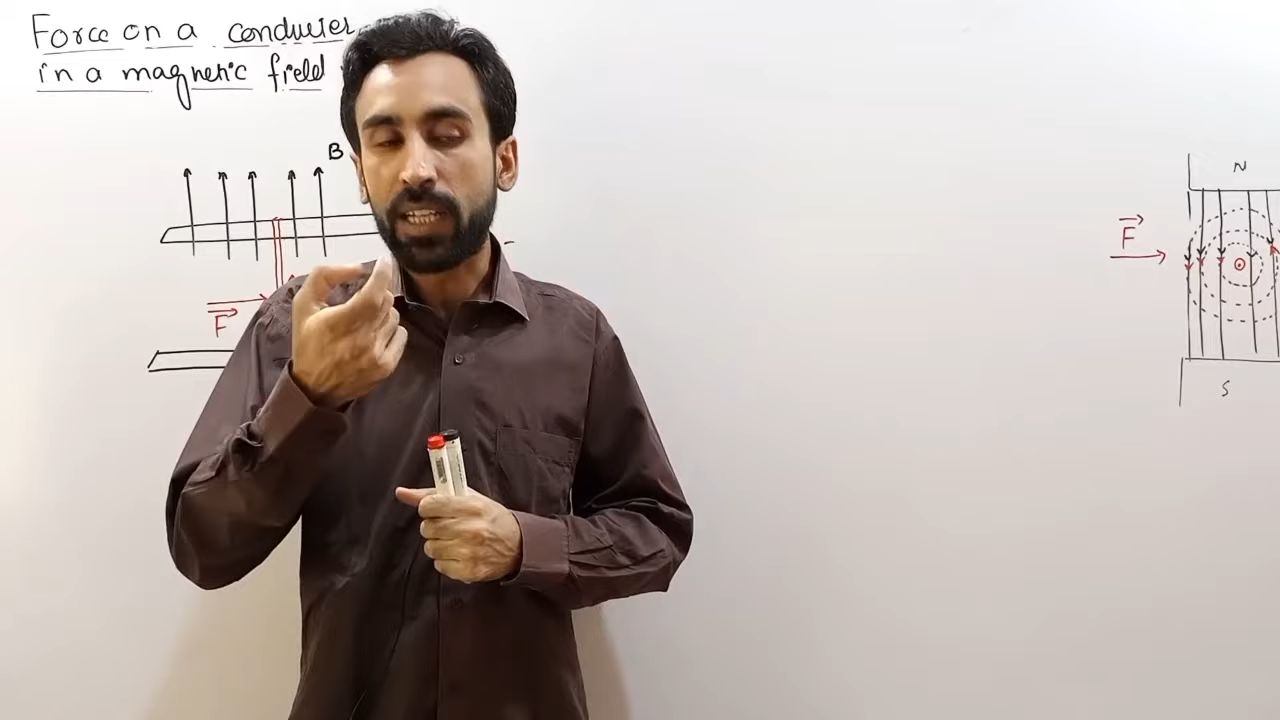 Force on a conductor
in a magnetic field
B
F
F
N
S